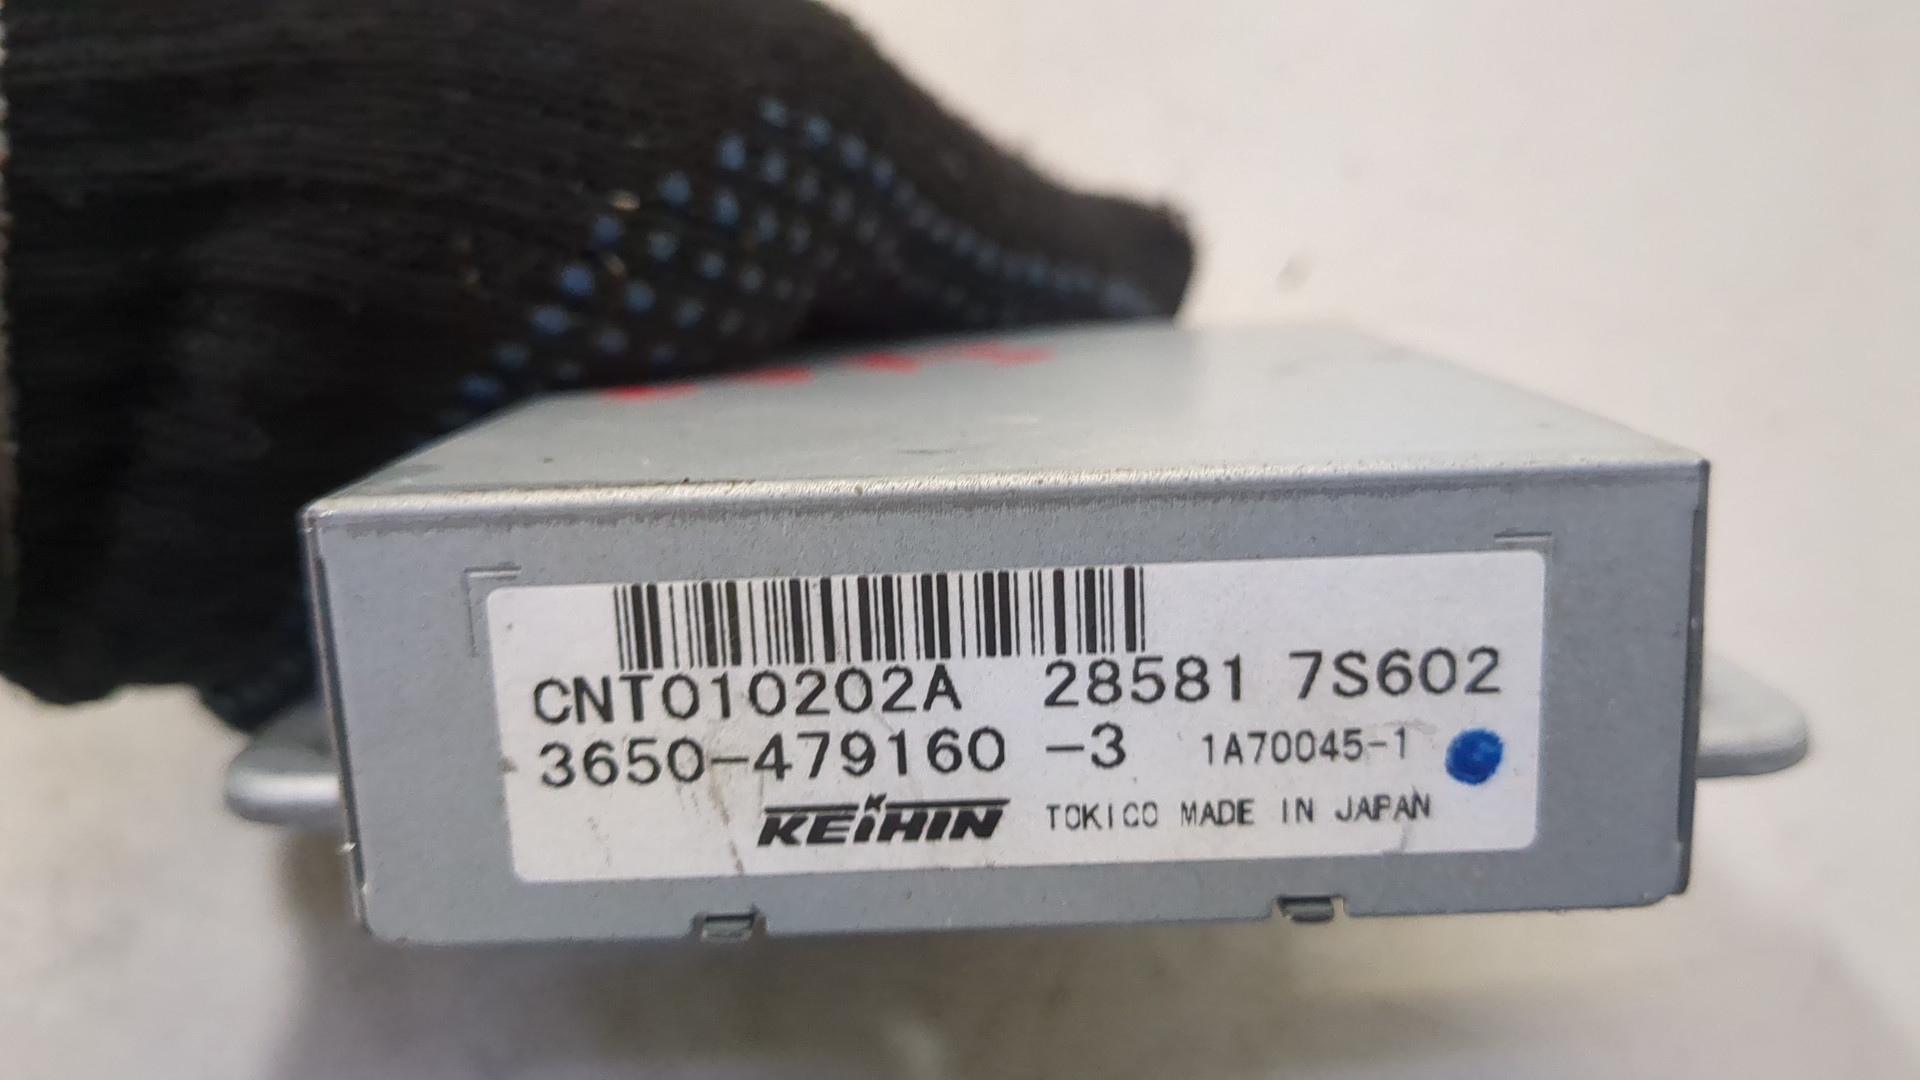 CNT010202A 28581 7S602
3650-479160 -3 1A70045-1
KEIHIN TOKICO MADE IN JAPAN